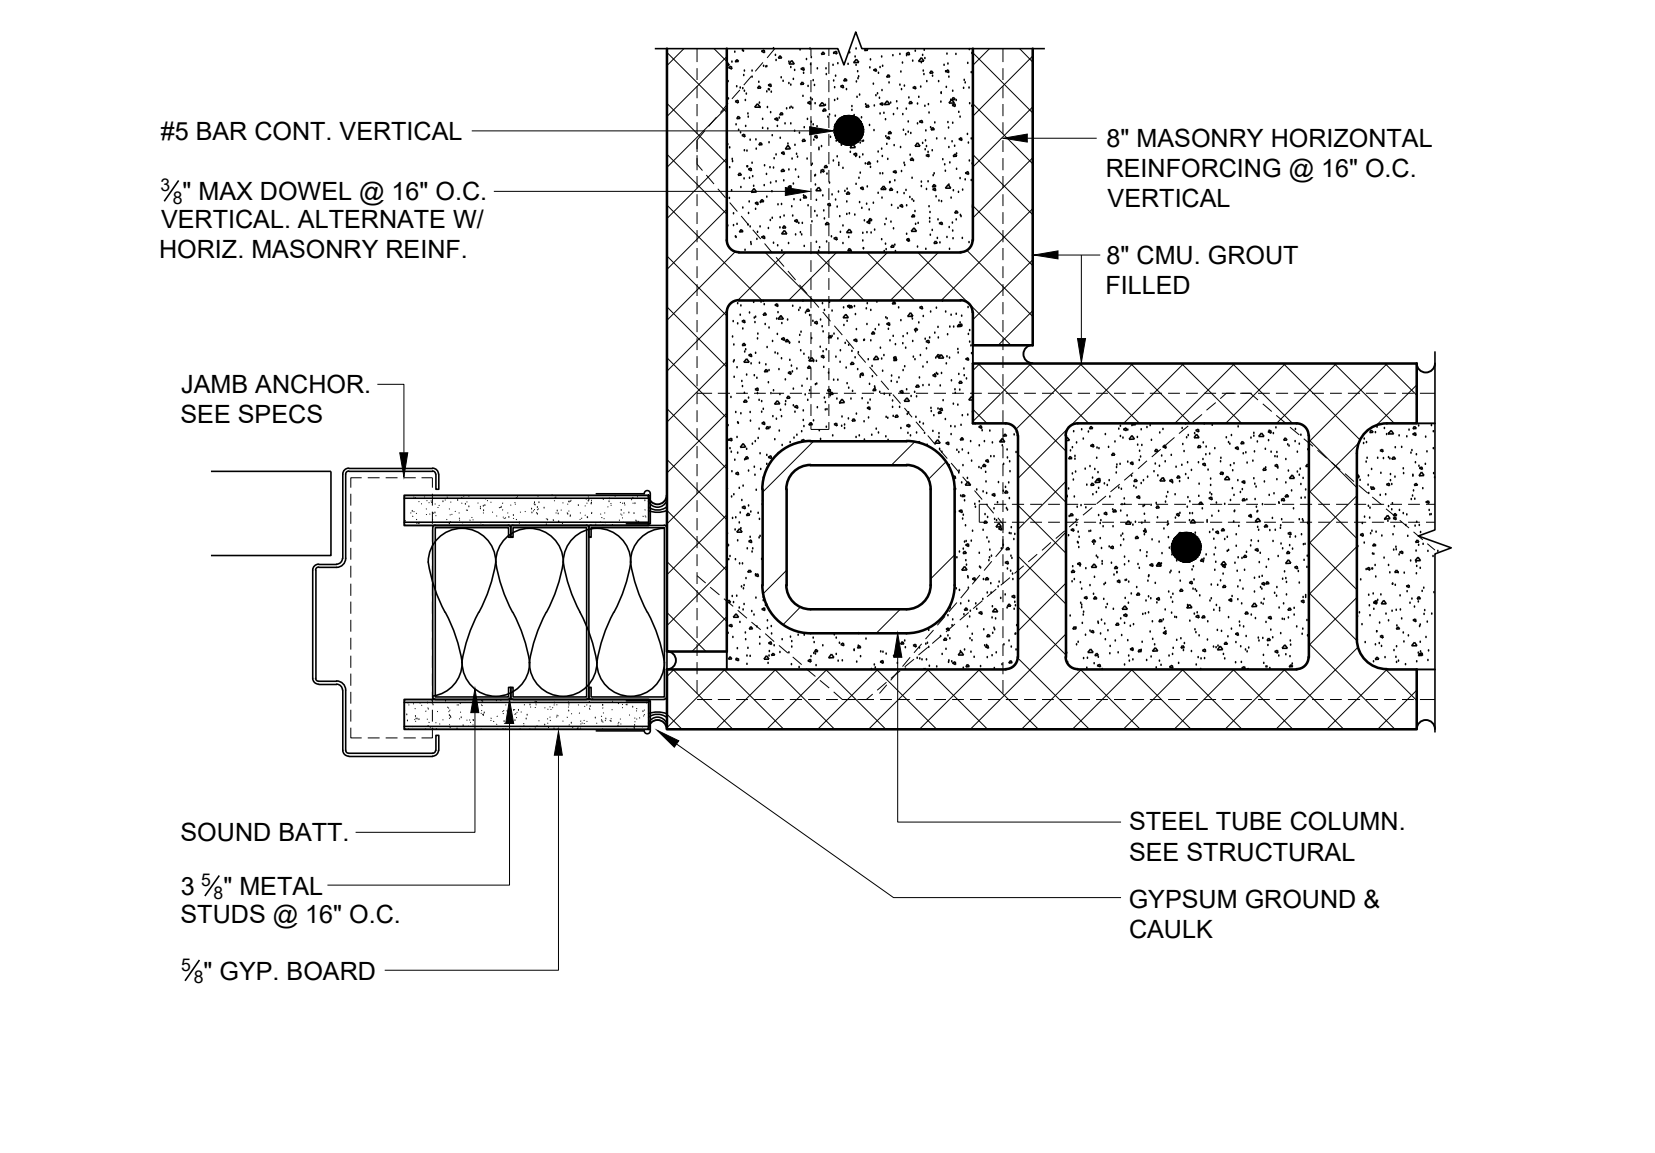 #5 BAR CONT. VERTICAL
⅜" MAX DOWEL @ 16" O.C.
VERTICAL. ALTERNATE W/
HORIZ. MASONRY REINF.
8" MASONRY HORIZONTAL
REINFORCING @ 16" O.C.
VERTICAL
8" CMU. GROUT
FILLED
JAMB ANCHOR.
SEE SPECS
SOUND BATT.
3 ⅝" METAL
STUDS @ 16" O.C.
⅝" GYP. BOARD
STEEL TUBE COLUMN.
SEE STRUCTURAL
GYPSUM GROUND &
CAULK